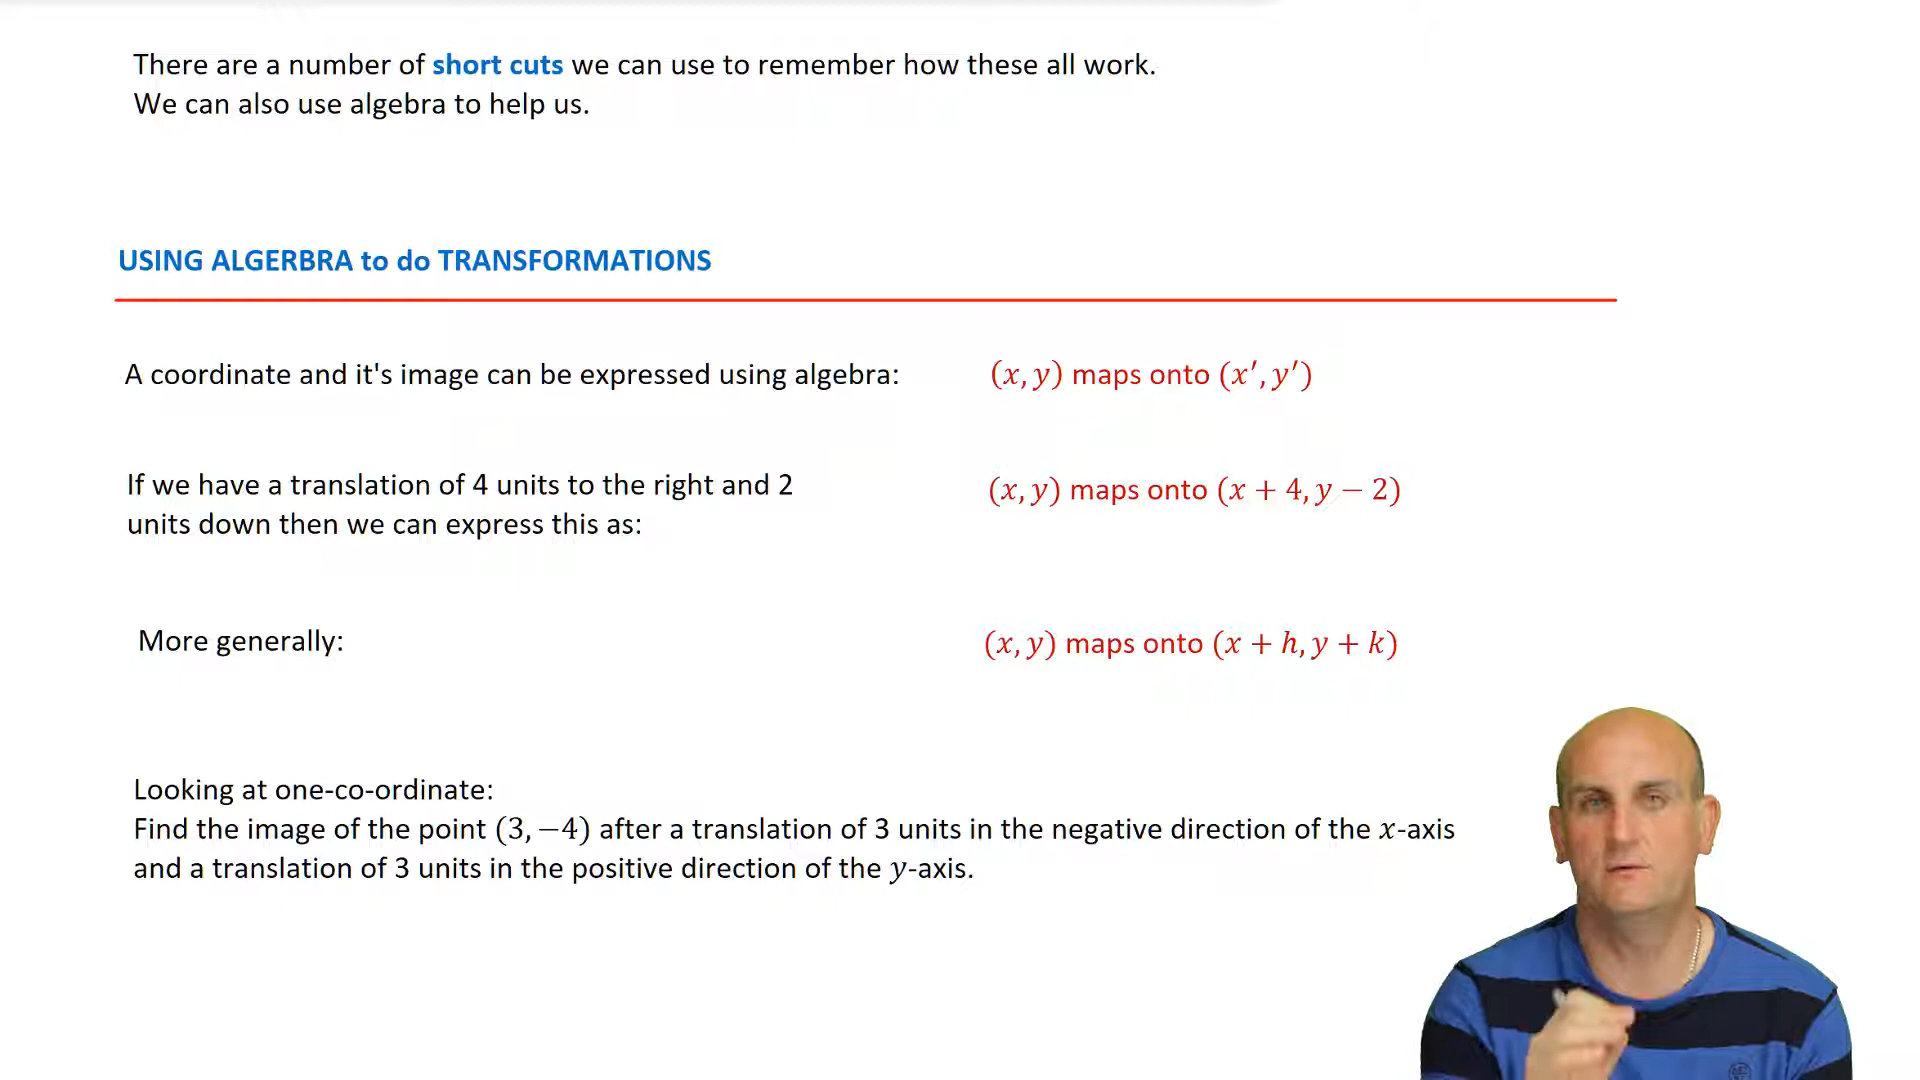 There are a number of short cuts we can use to remember how these all work.
We can also use algebra to help us.
USING ALGERBRA to do TRANSFORMATIONS
A coordinate and it's image can be expressed using algebra: (x, y) maps onto (x′, y′)
If we have a translation of 4 units to the right and 2
units down then we can express this as: (x, y) maps onto (x + 4, y − 2)
More generally: (x, y) maps onto (x + h, y + k)
Looking at one-co-ordinate:
Find the image of the point (3, −4) after a translation of 3 units in the negative direction of the x-axis
and a translation of 3 units in the positive direction of the y-axis.